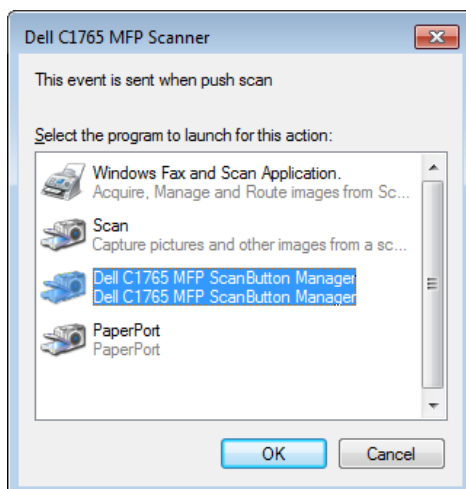 Dell C1765 MFP Scanner
This event is sent when push scan
Select the program to launch for this action:
Windows Fax and Scan Application.
Acquire, Manage and Route images from Sc...
Scan
Capture pictures and other images from a sc...
Dell C1765 MFP ScanButton Manager
Dell C1765 MFP ScanButton Manager
PaperPort
PaperPort
OK
Cancel